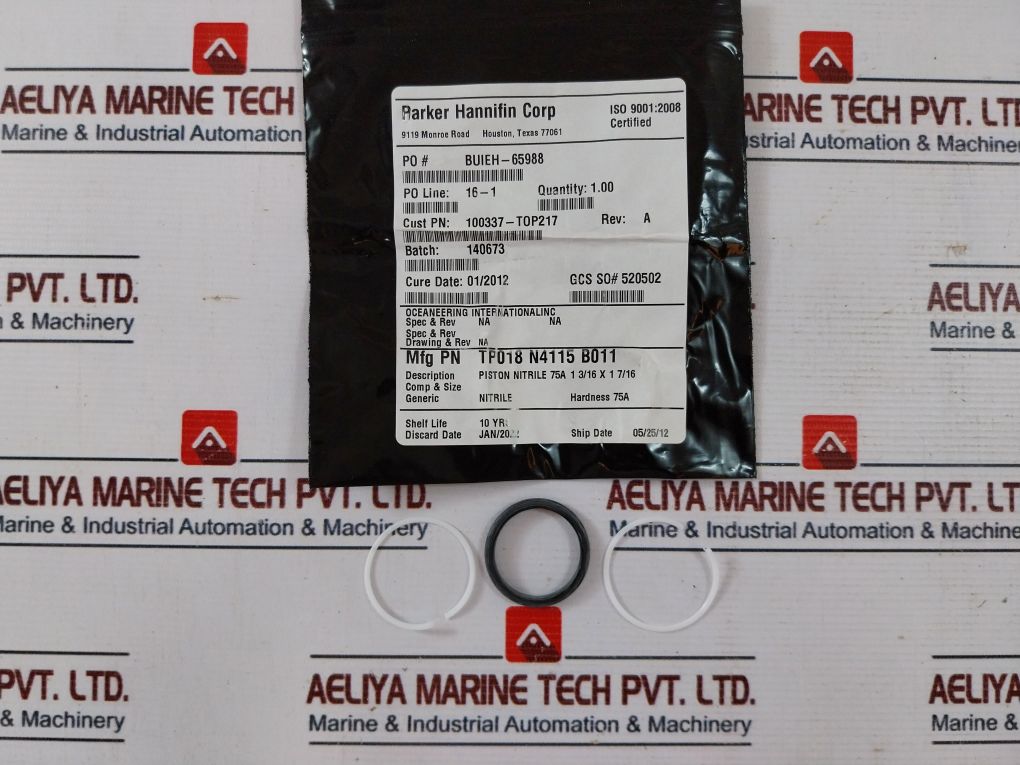 AELIYA MARINE TECH
Marine & Industrial Automation
MARINE TECH PVT. LTD.
Industrial Automation & Machinery
Parker Hannifin Corp ISO 9001:2008
Certified
9119 Monroe Road Houston, Texas 77061
PO # BUIEH-65988
PO Line: 16-1 Quantity: 1.00
Cust PN: 100337-TOP217 Rev: A
Batch: 140673
Cure Date: 01/2012 GCS SO# 520502
OCEANEERING INTERNATIONALINC
Spec & Rev NA NA
Spec & Rev
Drawing & Rev NA
Mfg PN TP018 N4115 B011
Description PISTON NITRILE 75A 1 3/16 X 1 7/16
Comp & Size
Generic NITRILE Hardness 75A
Shelf Life 10 YRS
Discard Date JAN/2022 Ship Date 05/25/12
PVT. LTD.
& Machinery
AELIYA
Marine &
AELIYA MARINE TECH PVT. LTD.
Marine & Industrial Automation & Machinery
AELIYA MARINE TECH PVT. L
Marine & Industrial Automation & Machine
PVT. LTD.
& Machinery
AELIYA MARINE TECH PVT. LTD.
Marine & Industrial Automation & Machinery
AELIYA
Marine &